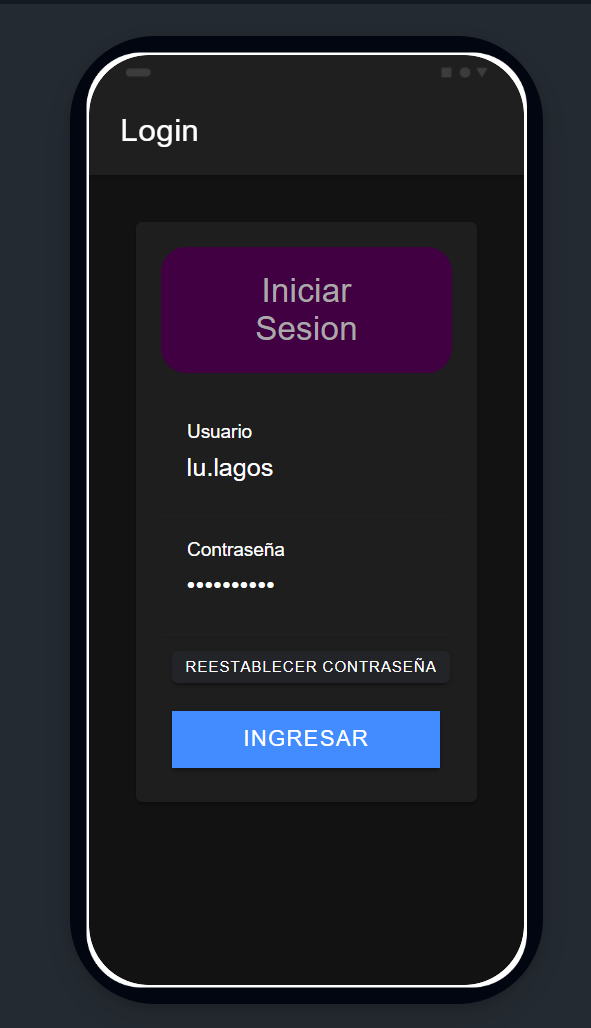 Login
Iniciar
Sesion
Usuario
lu.lagos
Contraseña
••••••••••
REESTABLECER CONTRASEÑA
INGRESAR